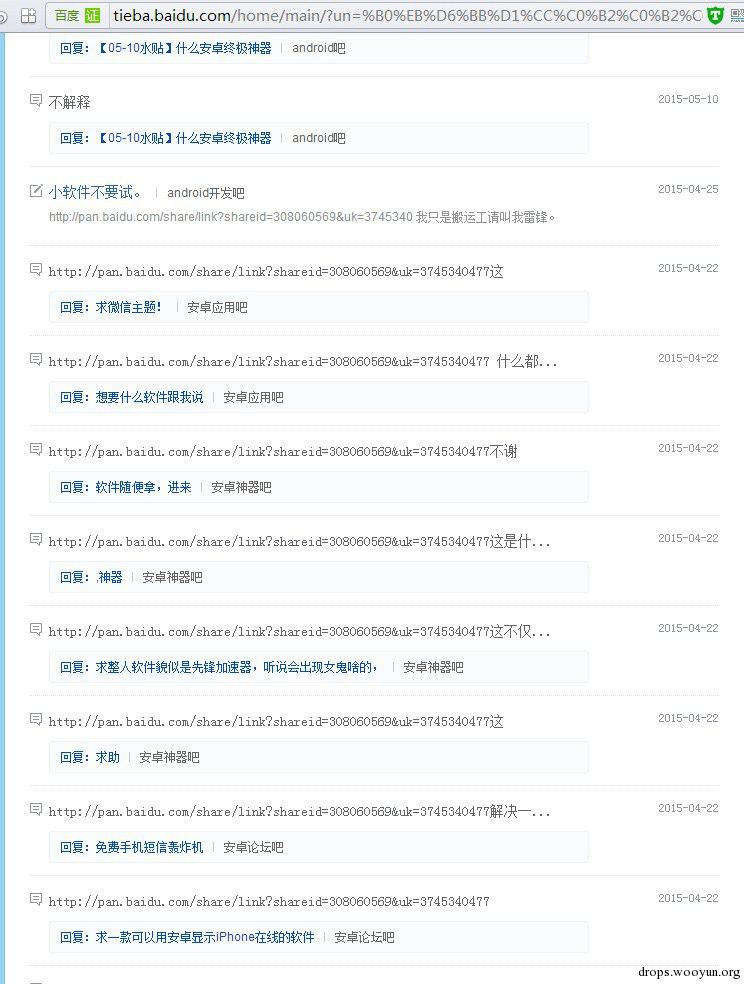 百度 证 tieba.baidu.com/home/main/?un=%B0%EB%D6%BB%D1%CC%C0%B2%C0%B2%C
回复：【05-10水贴】什么安卓终极神器 | android吧
不解释 2015-05-10
回复：【05-10水贴】什么安卓终极神器 | android吧
小软件不要试。 | android开发吧 2015-04-25
http://pan.baidu.com/share/link?shareid=308060569&uk=3745340 我只是搬运工请叫我雷锋。
http://pan.baidu.com/share/link?shareid=308060569&uk=3745340477这 2015-04-22
回复：求微信主题！ | 安卓应用吧
http://pan.baidu.com/share/link?shareid=308060569&uk=3745340477 什么都... 2015-04-22
回复：想要什么软件跟我说 | 安卓应用吧
http://pan.baidu.com/share/link?shareid=308060569&uk=3745340477不谢 2015-04-22
回复：软件随便拿，进来 | 安卓神器吧
http://pan.baidu.com/share/link?shareid=308060569&uk=3745340477这是什... 2015-04-22
回复：.神器 | 安卓神器吧
http://pan.baidu.com/share/link?shareid=308060569&uk=3745340477这不仅... 2015-04-22
回复：求整人软件貌似是先锋加速器，听说会出现女鬼啥的， | 安卓神器吧
http://pan.baidu.com/share/link?shareid=308060569&uk=3745340477这 2015-04-22
回复：求助 | 安卓神器吧
http://pan.baidu.com/share/link?shareid=308060569&uk=3745340477解决一... 2015-04-22
回复：免费手机短信轰炸机 | 安卓论坛吧
http://pan.baidu.com/share/link?shareid=308060569&uk=3745340477 2015-04-22
回复：求一款可以用安卓显示iPhone在线的软件 | 安卓论坛吧
drops.wooyun.org